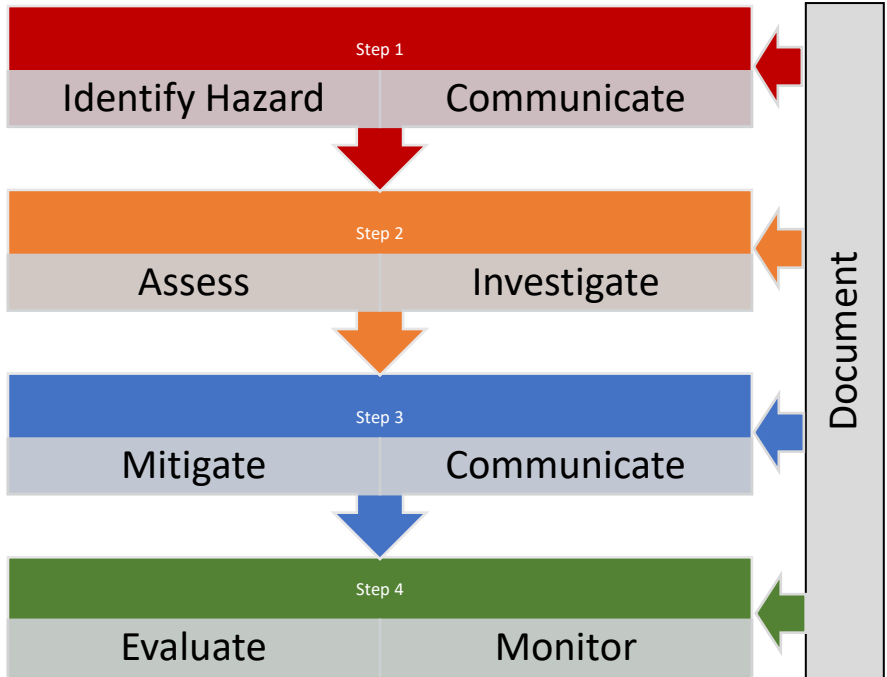 Step 1
Identify Hazard Communicate
Step 2
Assess Investigate
Step 3
Mitigate Communicate
Step 4
Evaluate Monitor
Document